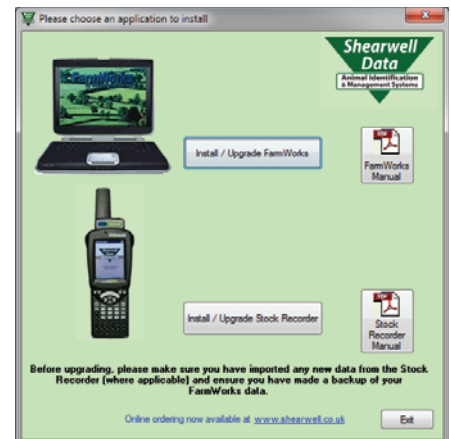 Please choose an application to install
Shearwell
Data
Animal Identification
& Management Systems
FarmWorks
Install / Upgrade FarmWorks
PDF
FarmWorks
Manual
Install / Upgrade Stock Recorder
PDF
Stock
Recorder
Manual
Before upgrading, please make sure you have imported any new data from the Stock
Recorder (where applicable) and ensure you have made a backup of your
FarmWorks data.
Online ordering now available at www.shearwell.co.uk
Exit